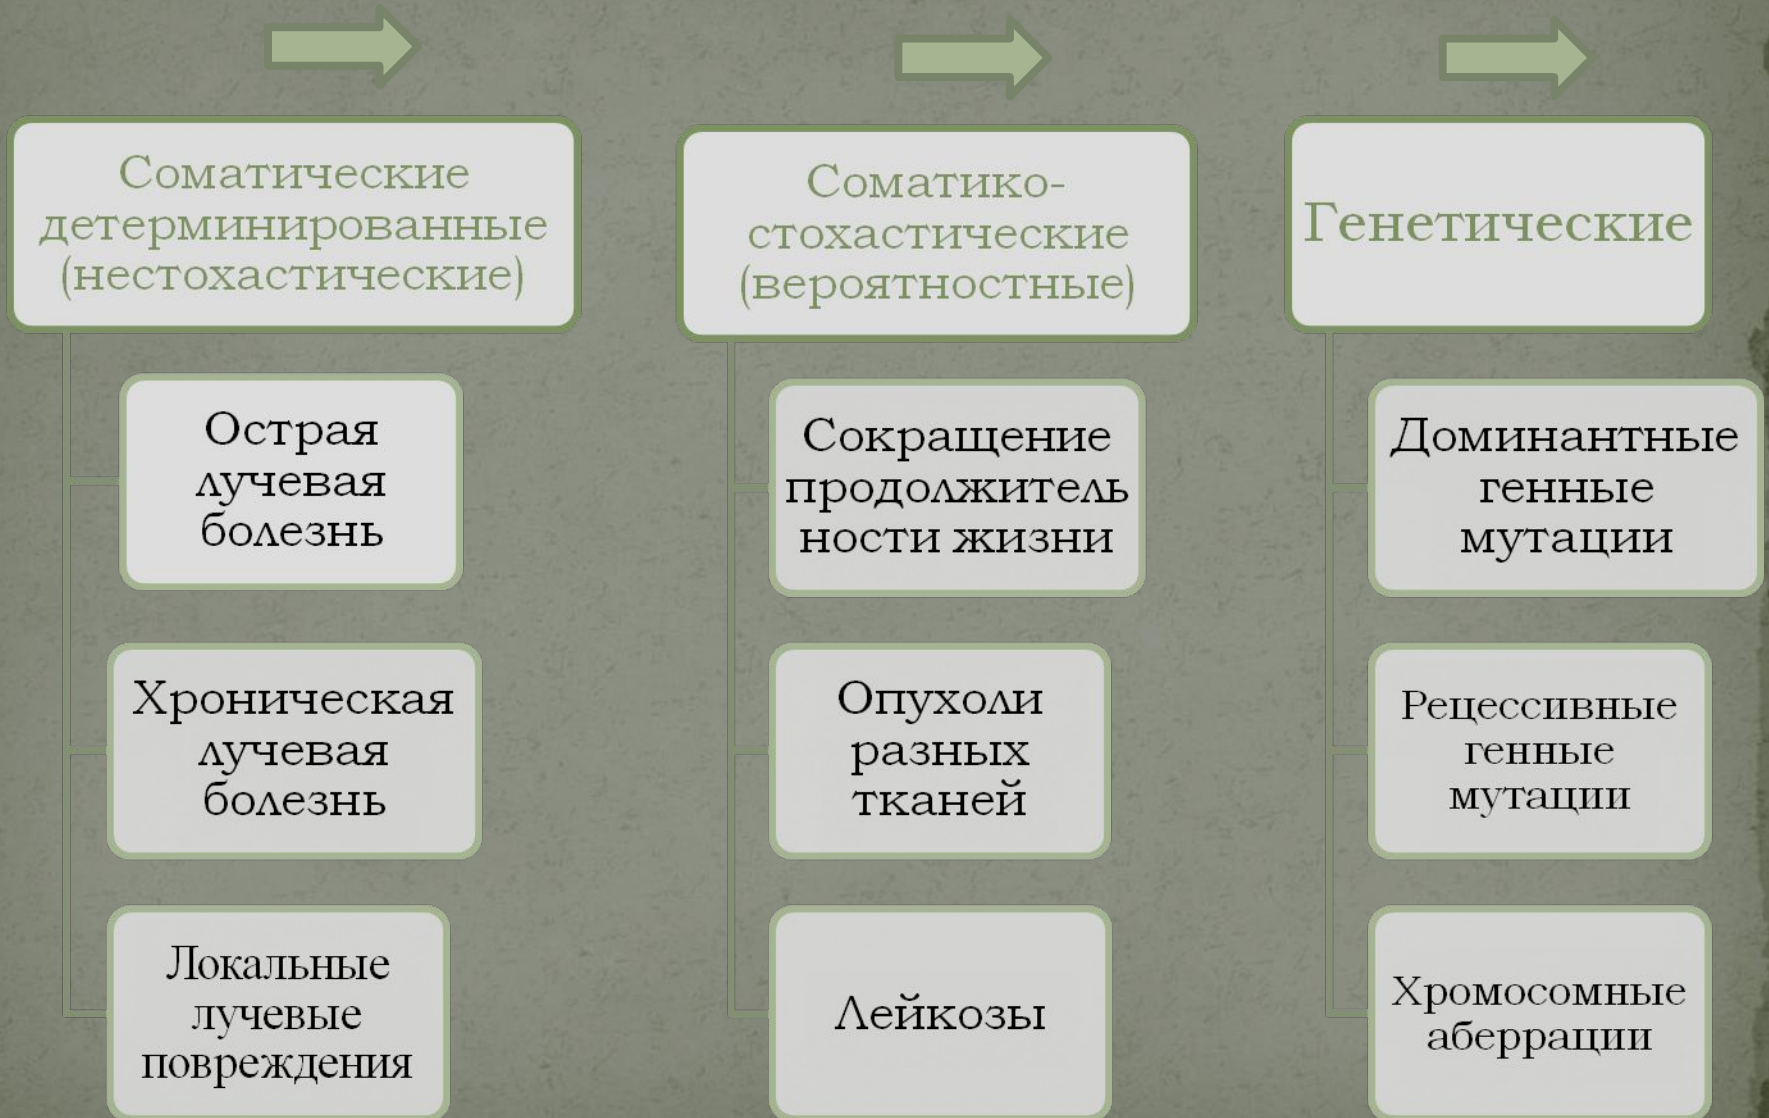 Соматические
детерминированные
(нестохастические)
Острая
лучевая
болезнь
Хроническая
лучевая
болезнь
Локальные
лучевые
повреждения
Соматико-
стохастические
(вероятностные)
Сокращение
продолжитель
ности жизни
Опухоли
разных
тканей
Лейкозы
Генетические
Доминантные
генные
мутации
Рецессивные
генные
мутации
Хромосомные
аберрации